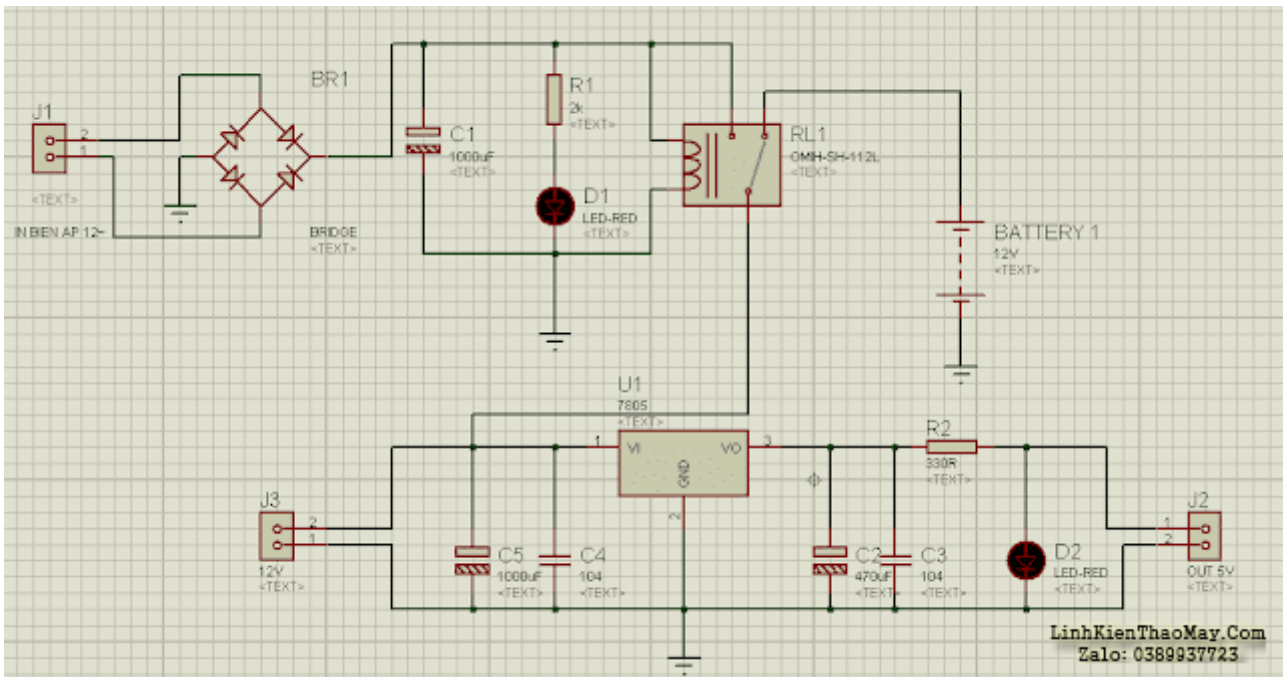 BR1
J1
2
1
<TEXT>
IN BIEN AP 12~
BRIDGE
<TEXT>
C1
1000uF
<TEXT>
R1
2k
<TEXT>
D1
LED-RED
<TEXT>
RL1
OMIH-SH-112L
<TEXT>
BATTERY 1
12V
<TEXT>
U1
7805
<TEXT>
1
VI
VO
3
GND
2
J3
2
1
12V
<TEXT>
C5
1000uF
<TEXT>
C4
104
<TEXT>
C2
470uF
<TEXT>
C3
104
<TEXT>
R2
330R
<TEXT>
D2
LED-RED
<TEXT>
J2
1
2
OUT 5V
<TEXT>
LinhKienThaoMay.Com
Zalo: 0389937723